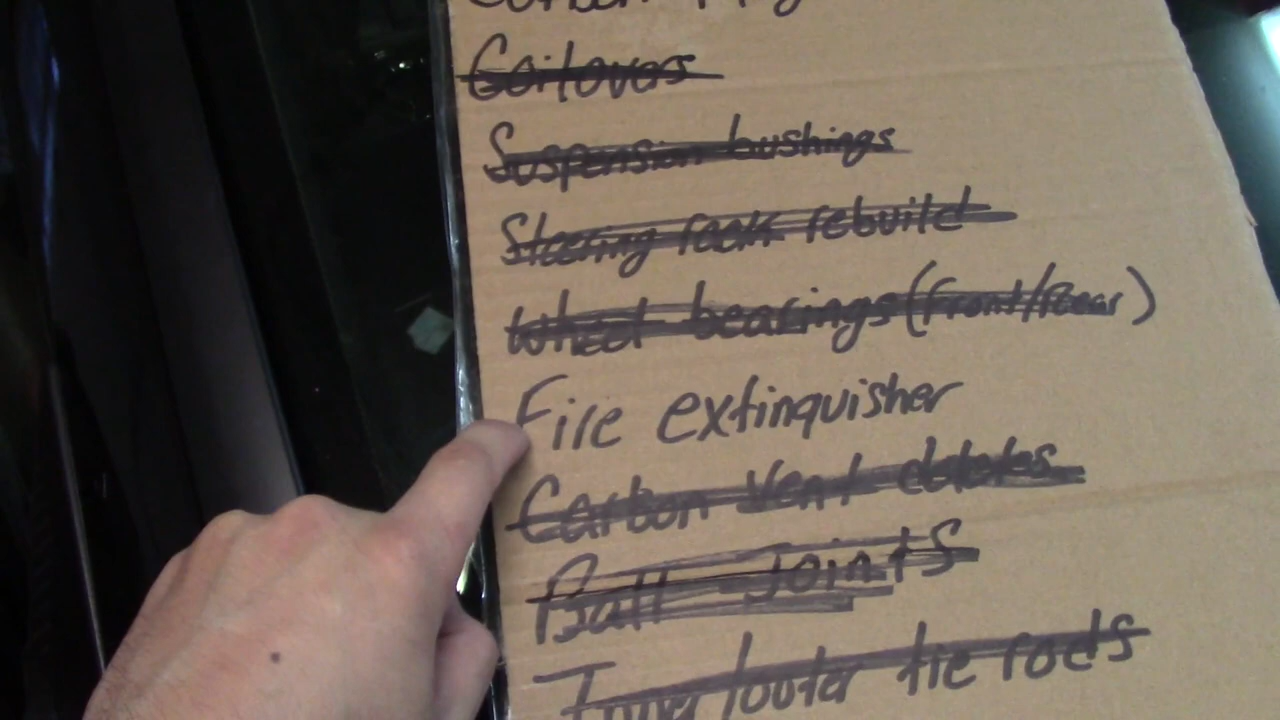 Coilovers
Suspension bushings
Steering rack rebuild
Wheel bearings (front/Rear)
Fire extinguisher
Carbon Vent
Ball joints
Inner/outer tie rods